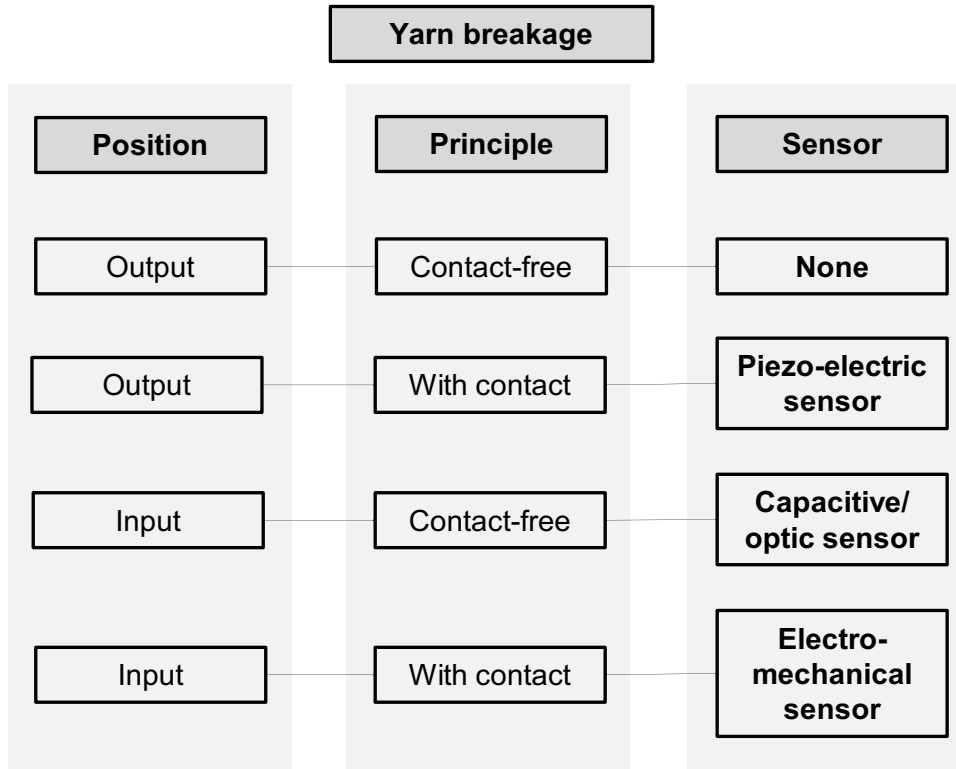 Yarn breakage
Position
Principle
Sensor
Output
Contact-free
None
Output
With contact
Piezo-electric
sensor
Input
Contact-free
Capacitive/
optic sensor
Input
With contact
Electro-
mechanical
sensor